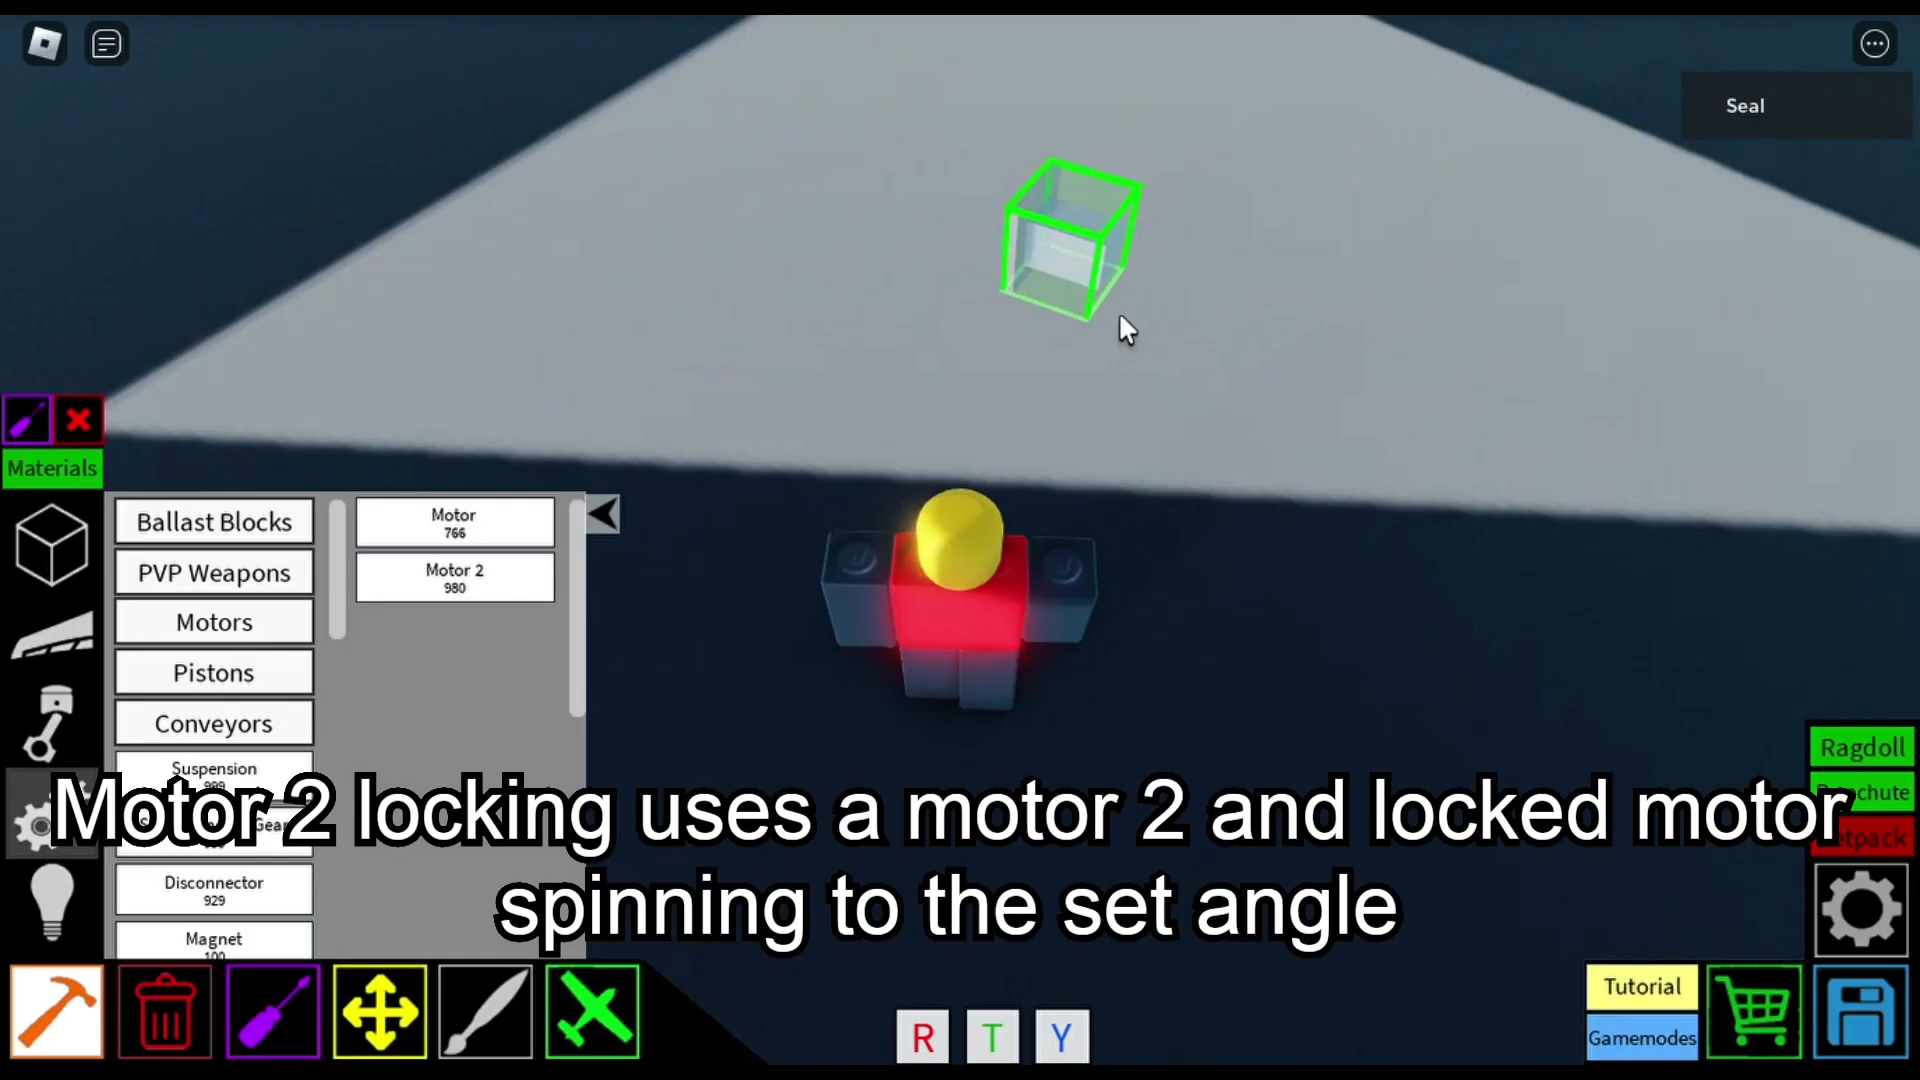 Seal
Materials
Ballast Blocks
PVP Weapons
Motors
Pistons
Conveyors
Suspension
Disconnector
929
Magnet
100
Motor
766
Motor 2
980
Motor 2 locking uses a motor 2 and locked motor
spinning to the set angle
Ragdoll
R T Y
Tutorial
Gamemodes